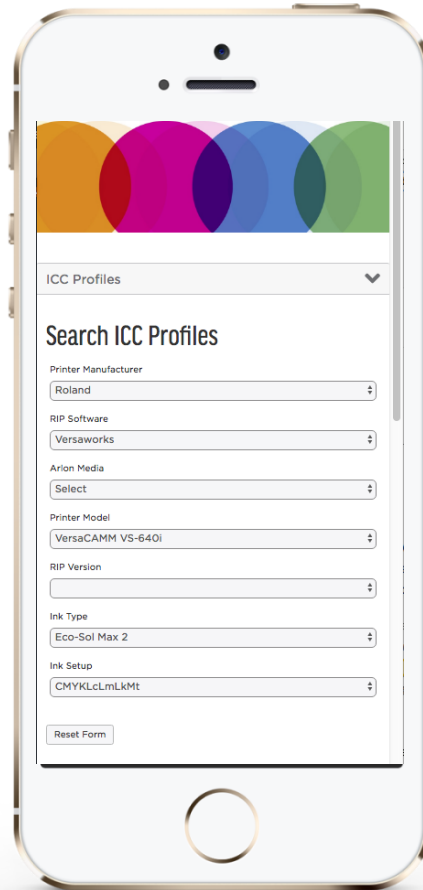 ICC Profiles
Search ICC Profiles
Printer Manufacturer
Roland
RIP Software
Versaworks
Arlon Media
Select
Printer Model
VersaCAMM VS-640i
RIP Version
Ink Type
Eco-Sol Max 2
Ink Setup
CMYKLcLmLkMt
Reset Form